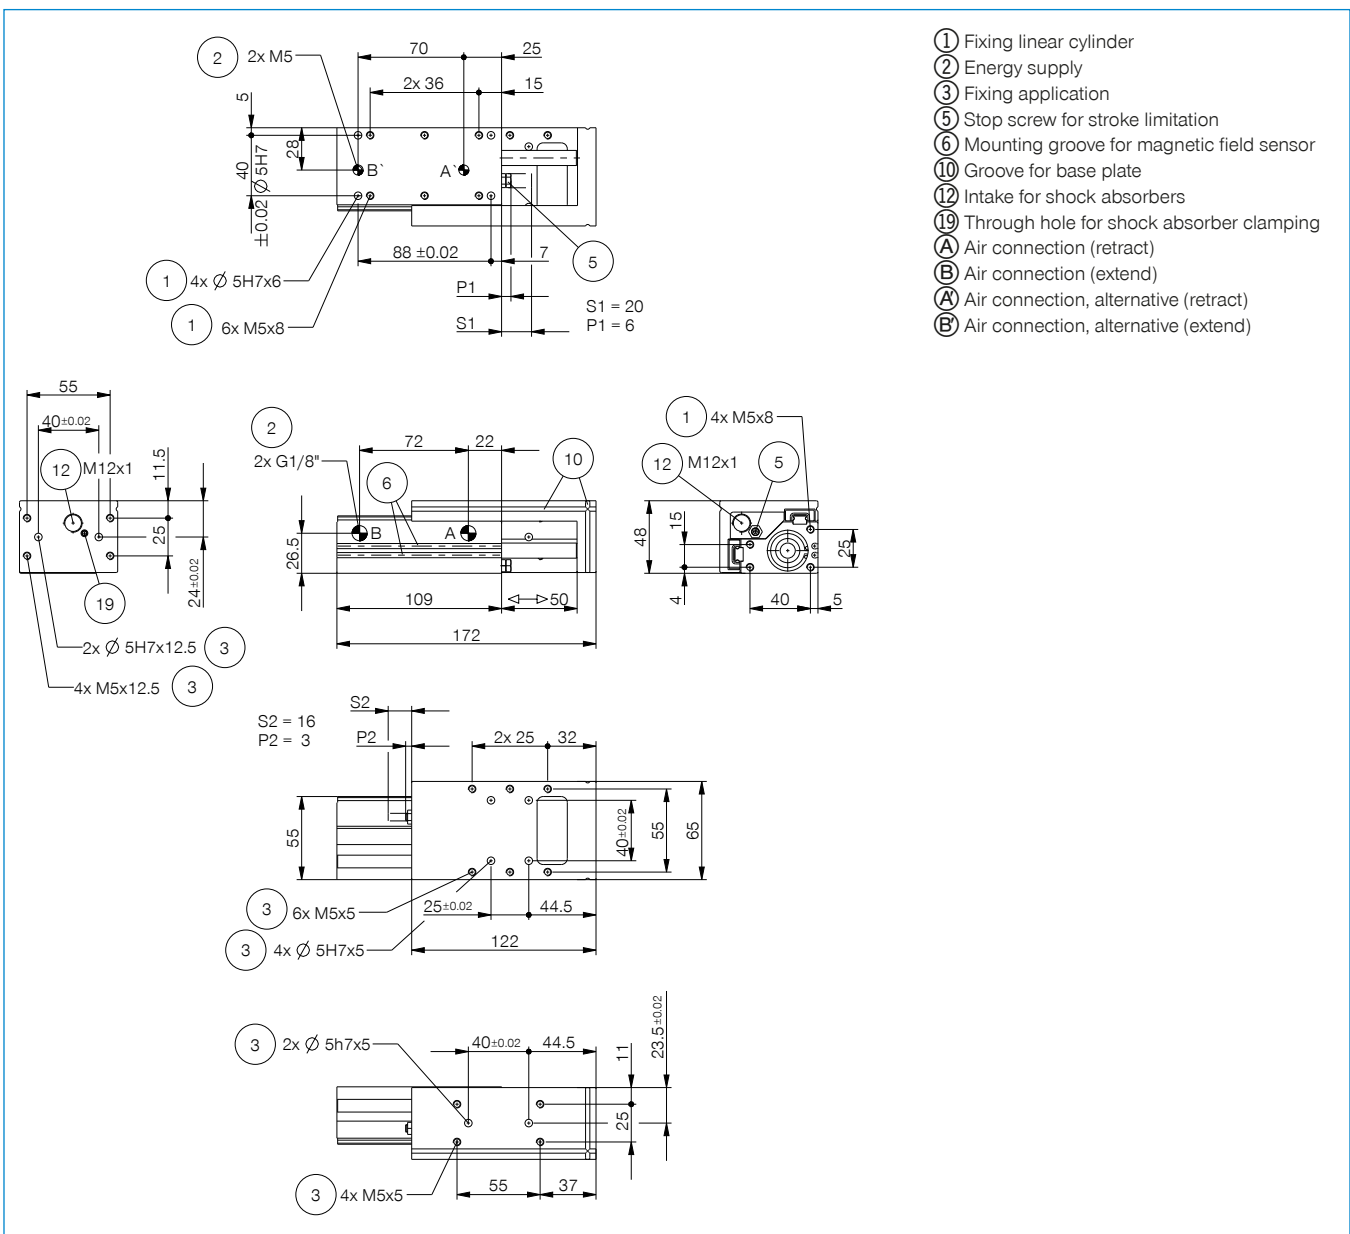 2 2x M5
70 25
2x 36 15
5
28
40
±0.02 Ø 5H7
B` A`
88 ±0.02 7
5
1 4x Ø 5H7x6
1 6x M5x8
P1
S1
S1 = 20
P1 = 6
1 Fixing linear cylinder
2 Energy supply
3 Fixing application
5 Stop screw for stroke limitation
6 Mounting groove for magnetic field sensor
10 Groove for base plate
12 Intake for shock absorbers
19 Through hole for shock absorber clamping
A Air connection (retract)
B Air connection (extend)
A' Air connection, alternative (retract)
B' Air connection, alternative (extend)
55
40±0.02
12 M12x1
11.5
25
24±0.02
19
2x Ø 5H7x12.5 3
4x M5x12.5 3
2
2x G1/8"
72 22
6
10
B A
26.5
109 50
172
1 4x M5x8
12 M12x1 5
48
15
4
25
40 5
S2 = 16
P2 = 3
S2
P2
2x 25 32
55
40±0.02
55
65
3 6x M5x5
25±0.02 44.5
3 4x Ø 5H7x5
122
3 2x Ø 5h7x5
40±0.02 44.5
11
23.5±0.02
25
3 4x M5x5
55 37